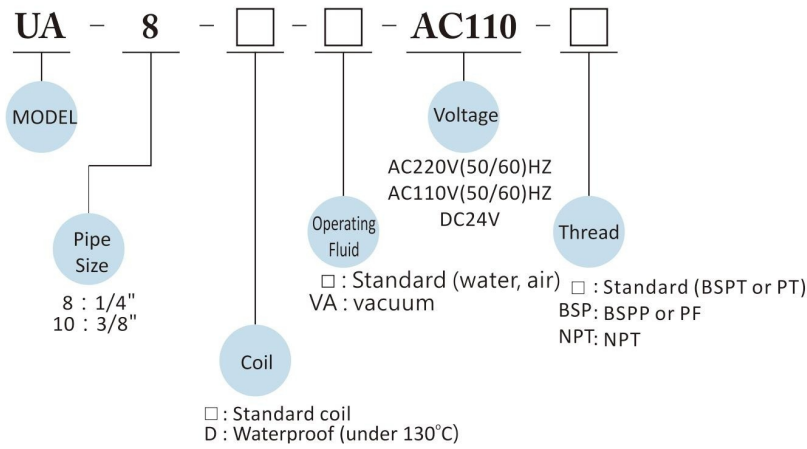 UA - 8 - □ - □ - AC110 - □
MODEL
Voltage
AC220V(50/60)HZ
AC110V(50/60)HZ
DC24V
Pipe
Size
8 : 1/4"
10 : 3/8"
Operating
Fluid
□ : Standard (water, air)
VA : vacuum
Thread
□ : Standard (BSPT or PT)
BSP: BSPP or PF
NPT: NPT
Coil
□ : Standard coil
D : Waterproof (under 130°C)